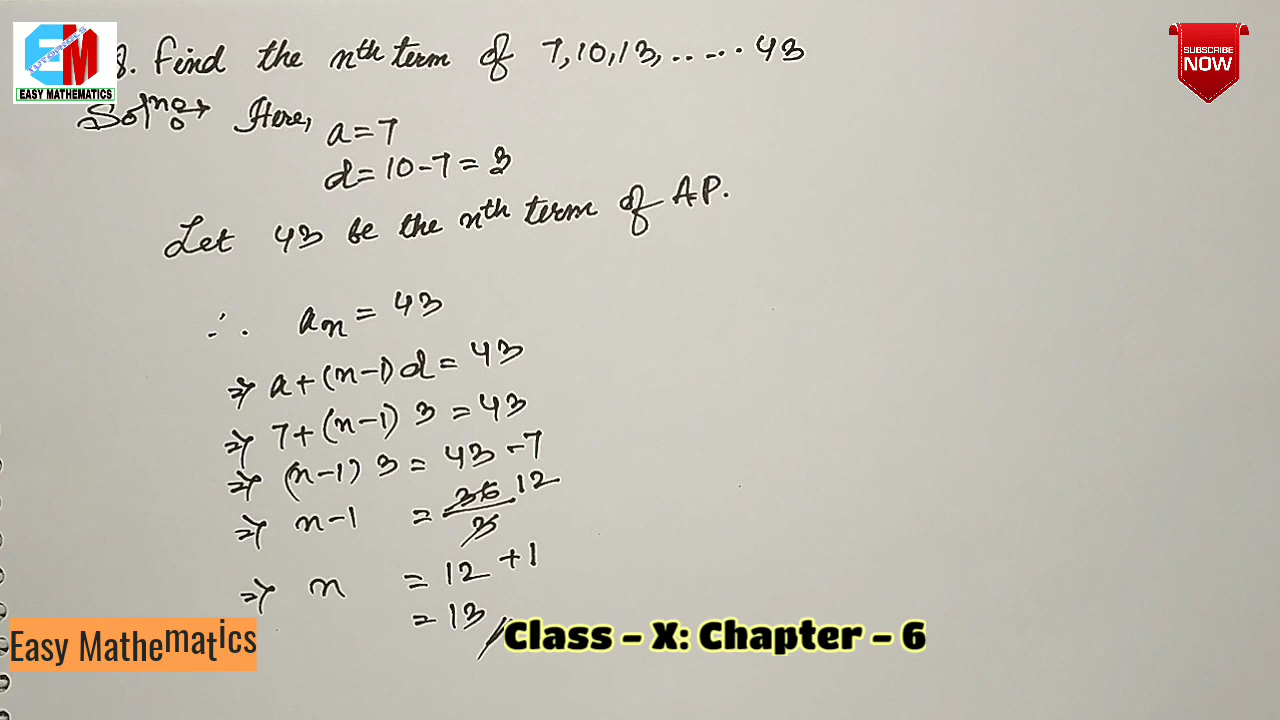 EM
EASY MATHEMATICS
SUBSCRIBE
NOW
8. Find the nth term of 7, 10, 13, ..... 43
Soln:→ Here, a = 7
d = 10 - 7 = 3
Let 43 be the nth term of AP.
∴ an = 43
⇒ a + (n - 1) d = 43
⇒ 7 + (n - 1) 3 = 43
⇒ (n - 1) 3 = 43 - 7
⇒ n - 1 = 36/3 12
⇒ n = 12 + 1
= 13
Easy Mathematics
Class – X: Chapter – 6